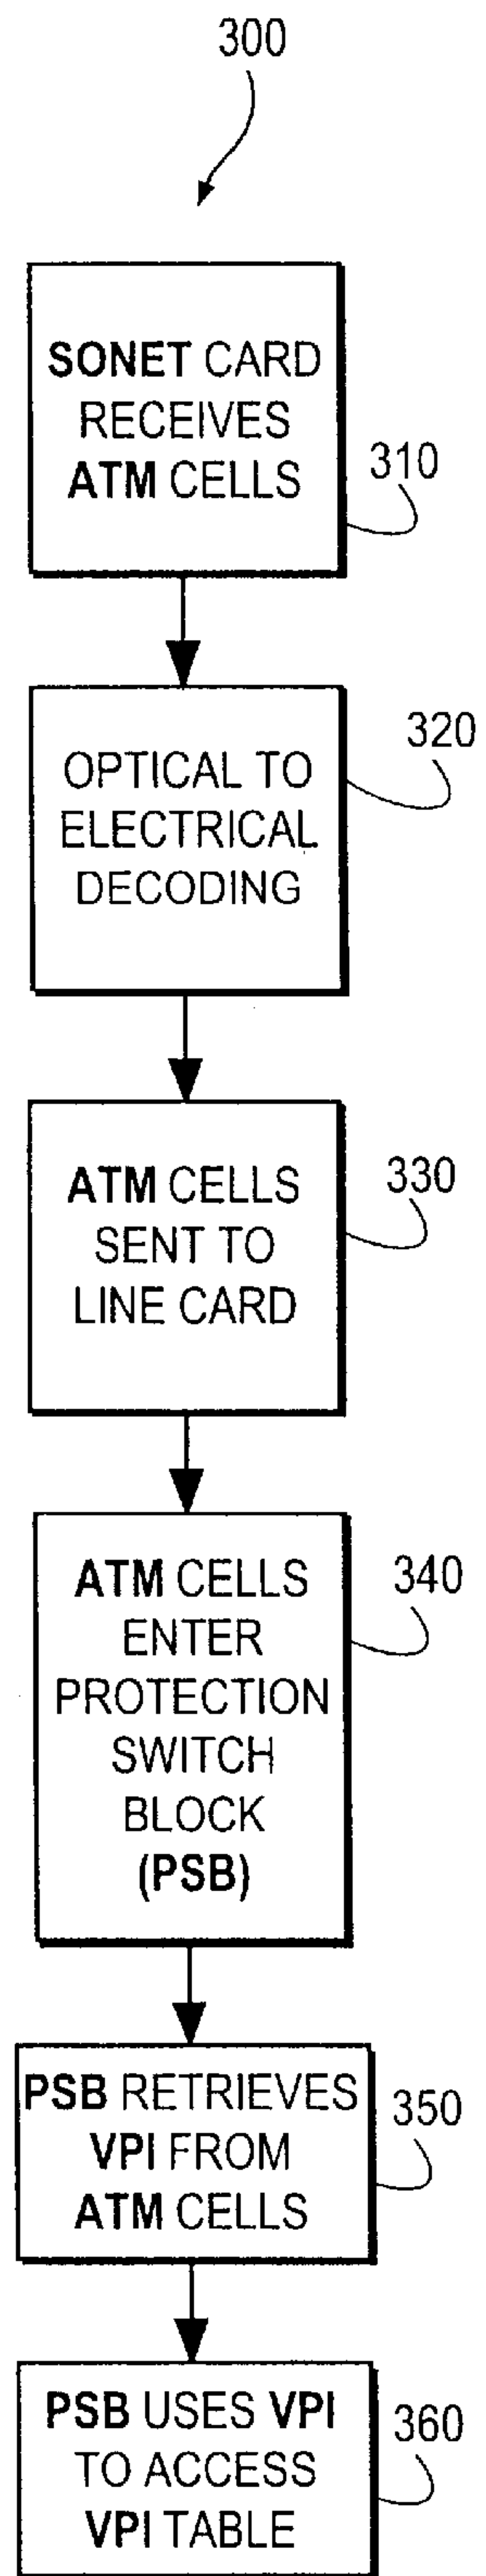 300
SONET CARD
RECEIVES
ATM CELLS
310
OPTICAL TO
ELECTRICAL
DECODING
320
ATM CELLS
SENT TO
LINE CARD
330
ATM CELLS
ENTER
PROTECTION
SWITCH
BLOCK
(PSB)
340
PSB RETRIEVES
VPI FROM
ATM CELLS
350
PSB USES VPI
TO ACCESS
VPI TABLE
360